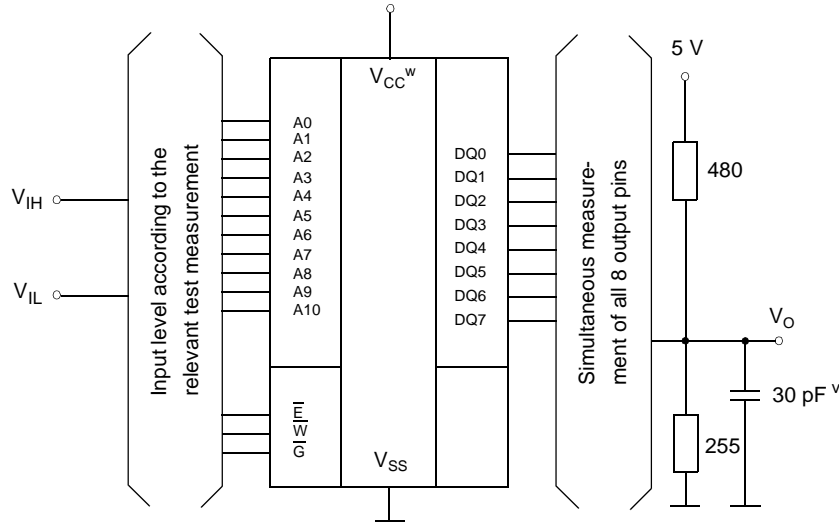 V_IH
V_IL
Input level according to the
relevant test measurement
V_CC^w
A0
A1
A2
A3
A4
A5
A6
A7
A8
A9
A10
E̅
W̅
G̅
V_SS
DQ0
DQ1
DQ2
DQ3
DQ4
DQ5
DQ6
DQ7
Simultaneous measure-
ment of all 8 output pins
5 V
480
V_O
30 pF^v
255